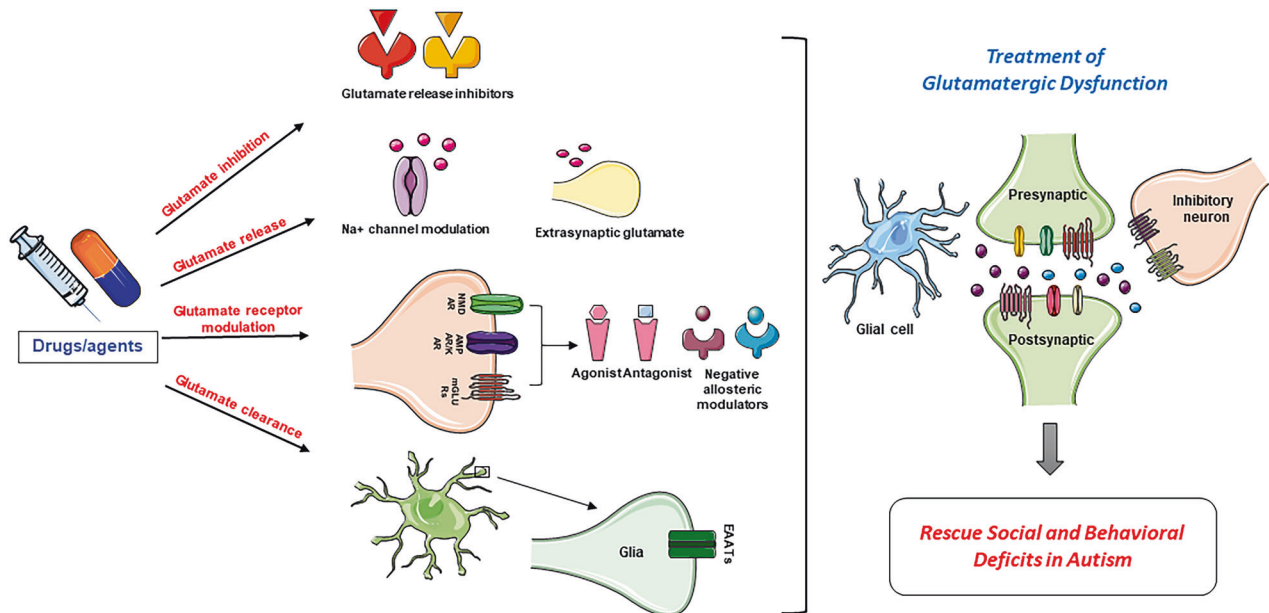 Drugs/agents
Glutamate inhibition
Glutamate release
Glutamate receptor
modulation
Glutamate clearance
Glutamate release inhibitors
Na+ channel modulation
Extrasynaptic glutamate
NMD
AR
AMP
AR/K
AR
mGLU
Rs
Agonist
Antagonist
Negative
allosteric
modulators
Glia
EAATs
Treatment of
Glutamatergic Dysfunction
Glial cell
Presynaptic
Inhibitory
neuron
Postsynaptic
Rescue Social and Behavioral
Deficits in Autism